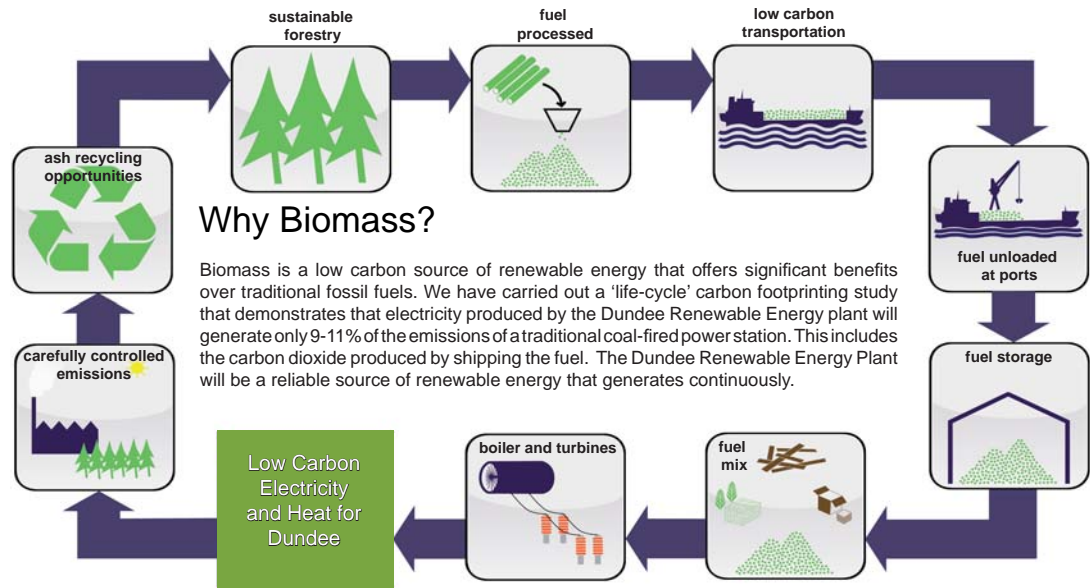 sustainable
forestry
fuel
processed
low carbon
transportation
ash recycling
opportunities
fuel unloaded
at ports
Why Biomass?
Biomass is a low carbon source of renewable energy that offers significant benefits
over traditional fossil fuels. We have carried out a ‘life-cycle’ carbon footprinting study
that demonstrates that electricity produced by the Dundee Renewable Energy plant will
generate only 9-11% of the emissions of a traditional coal-fired power station. This includes
the carbon dioxide produced by shipping the fuel. The Dundee Renewable Energy Plant
will be a reliable source of renewable energy that generates continuously.
carefully controlled
emissions
fuel storage
Low Carbon
Electricity
and Heat for
Dundee
boiler and turbines
fuel
mix